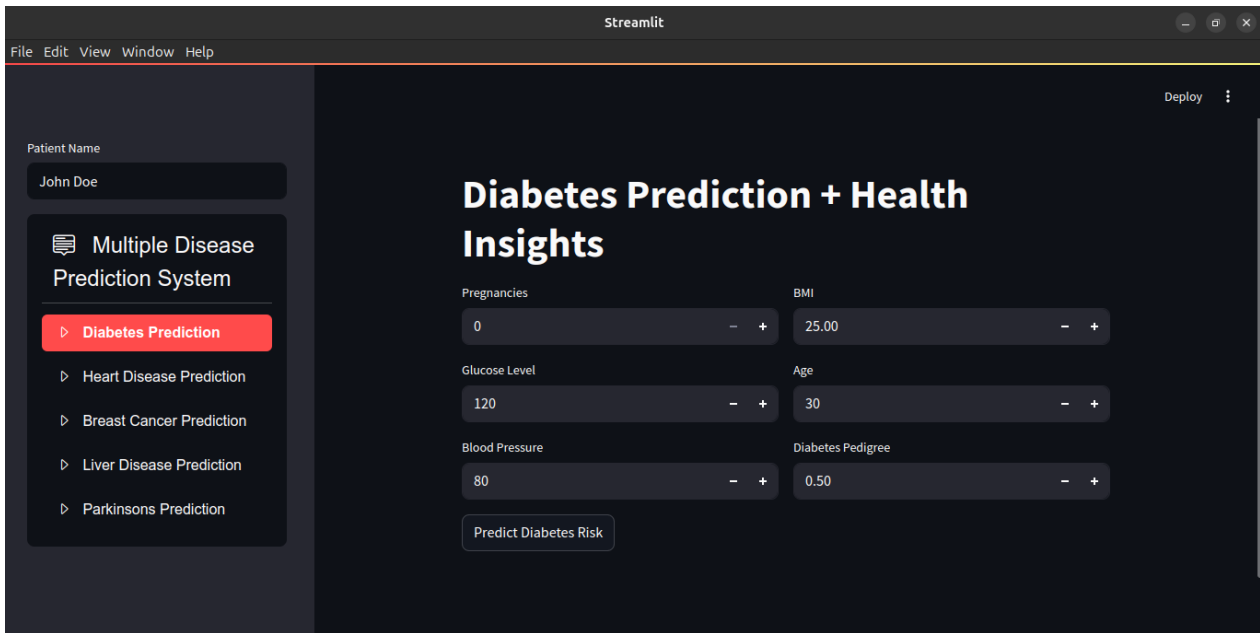 Streamlit
File Edit View Window Help
Deploy
Patient Name
John Doe
Multiple Disease
Prediction System
Diabetes Prediction
Heart Disease Prediction
Breast Cancer Prediction
Liver Disease Prediction
Parkinsons Prediction
Diabetes Prediction + Health
Insights
Pregnancies
0
BMI
25.00
Glucose Level
120
Age
30
Blood Pressure
80
Diabetes Pedigree
0.50
Predict Diabetes Risk